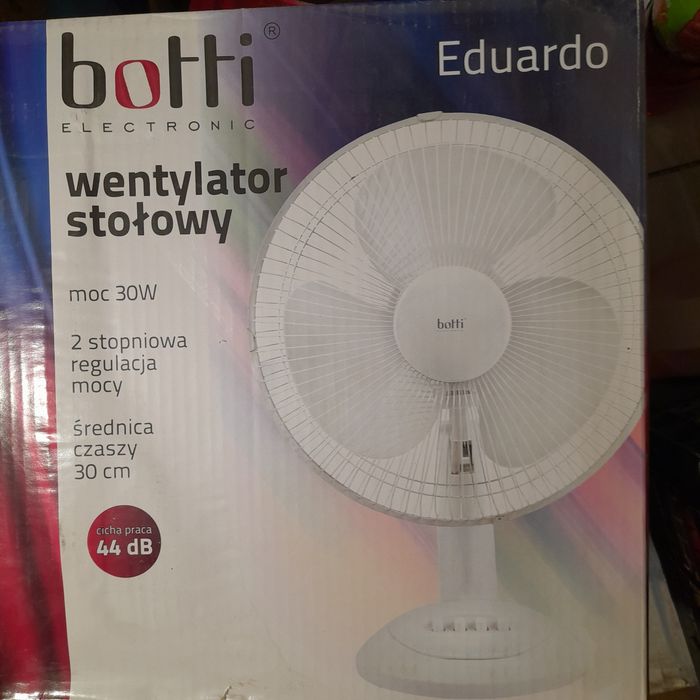 botti ®
ELECTRONIC
Eduardo
wentylator
stołowy
moc 30W
2 stopniowa
regulacja
mocy
średnica
czaszy
30 cm
cicha praca
44 dB
botti